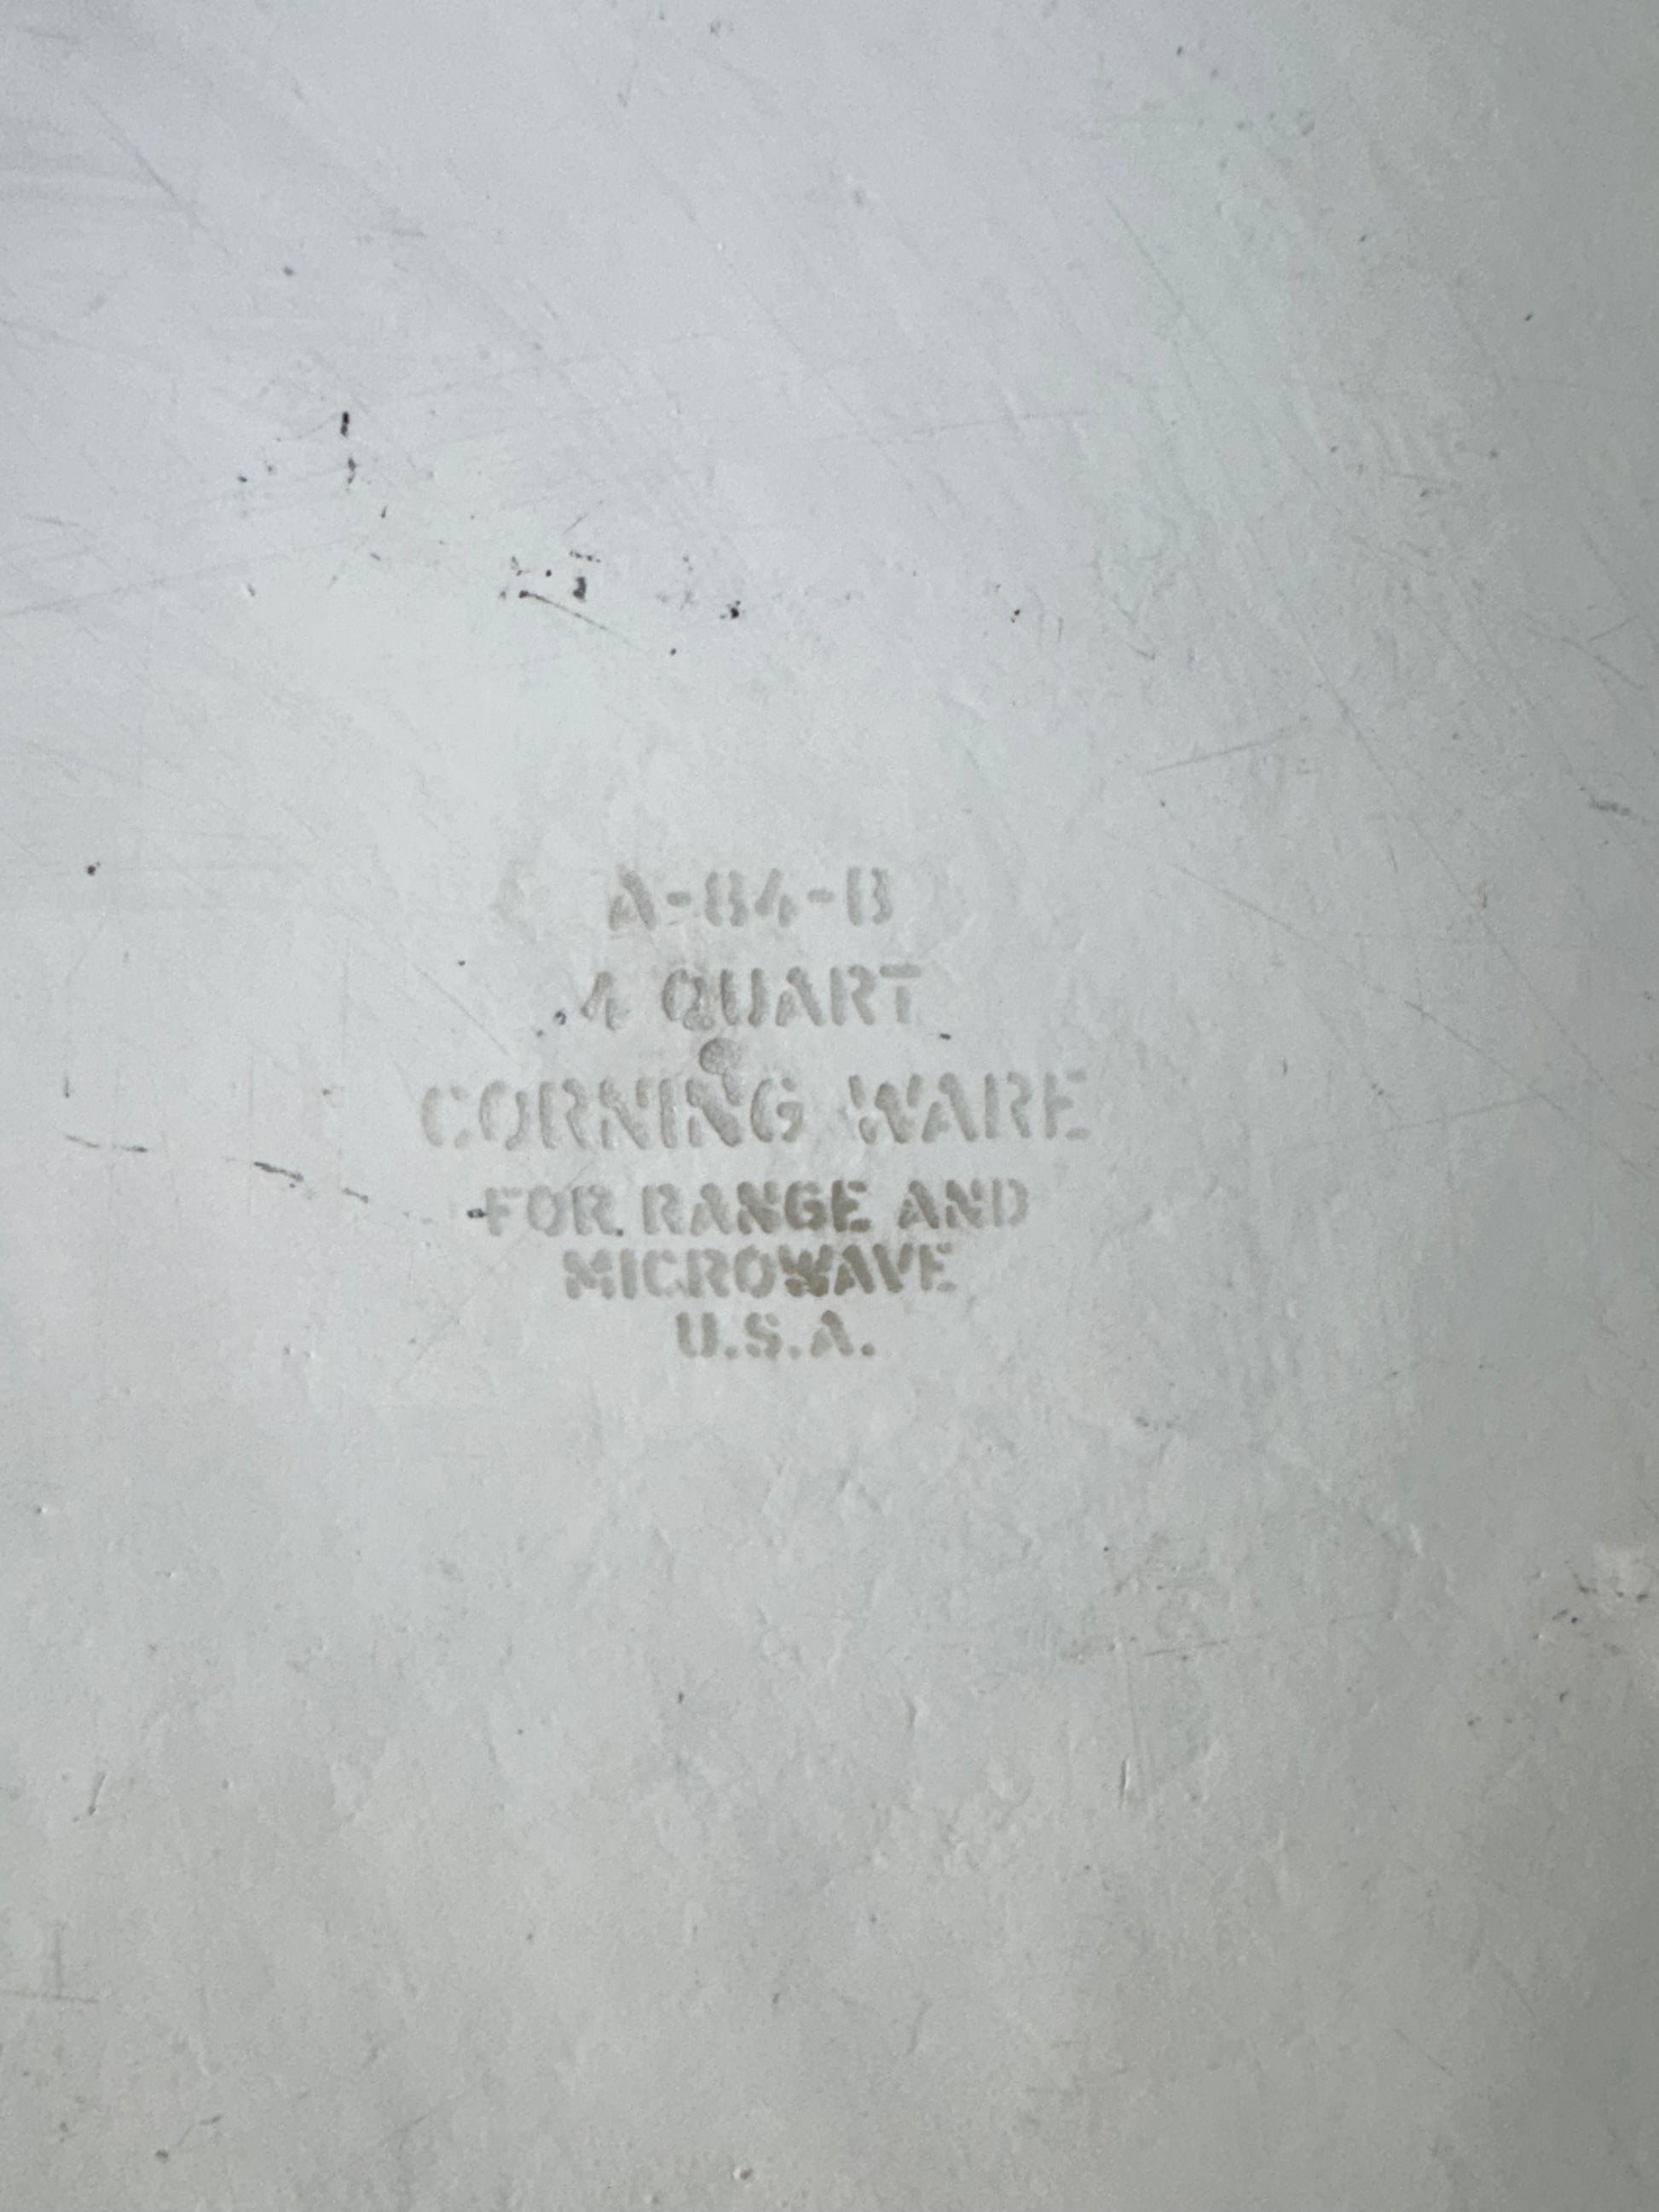 A-84-B
4 QUART
CORNING WARE
FOR RANGE AND
MICROWAVE
U.S.A.